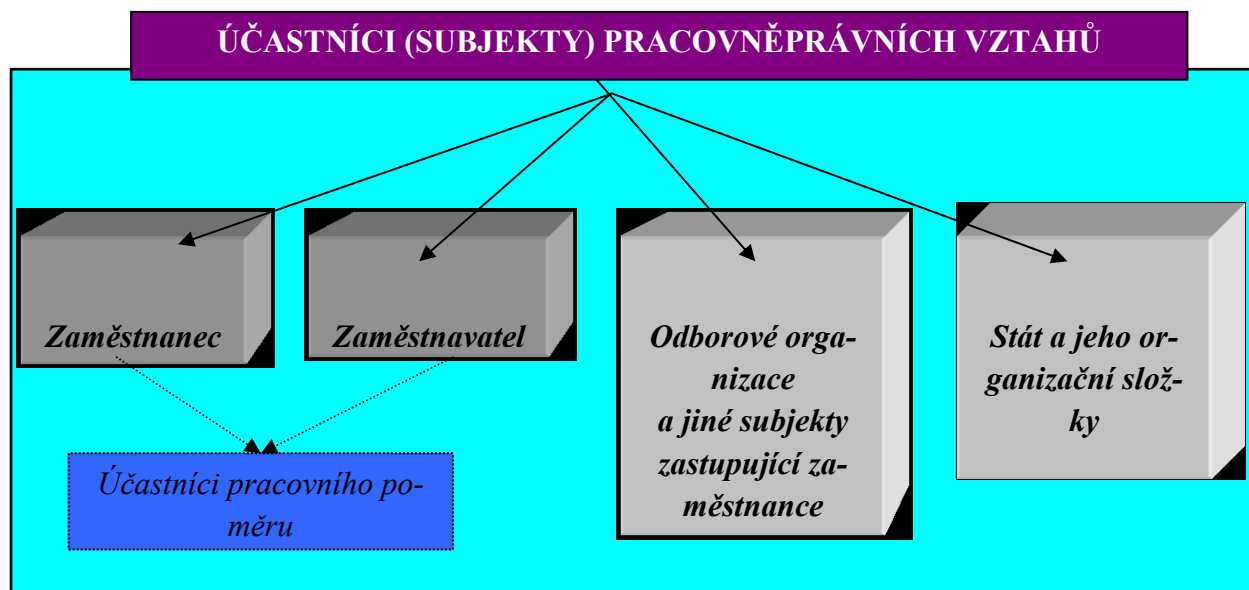 ÚČASTNÍCI (SUBJEKTY) PRACOVNĚPRÁVNÍCH VZTAHŮ
Zaměstnanec
Zaměstnavatel
Odborové orga-
nizace
a jiné subjekty
zastupující za-
městnance
Stát a jeho or-
ganizační slož-
ky
Účastníci pracovního po-
měru